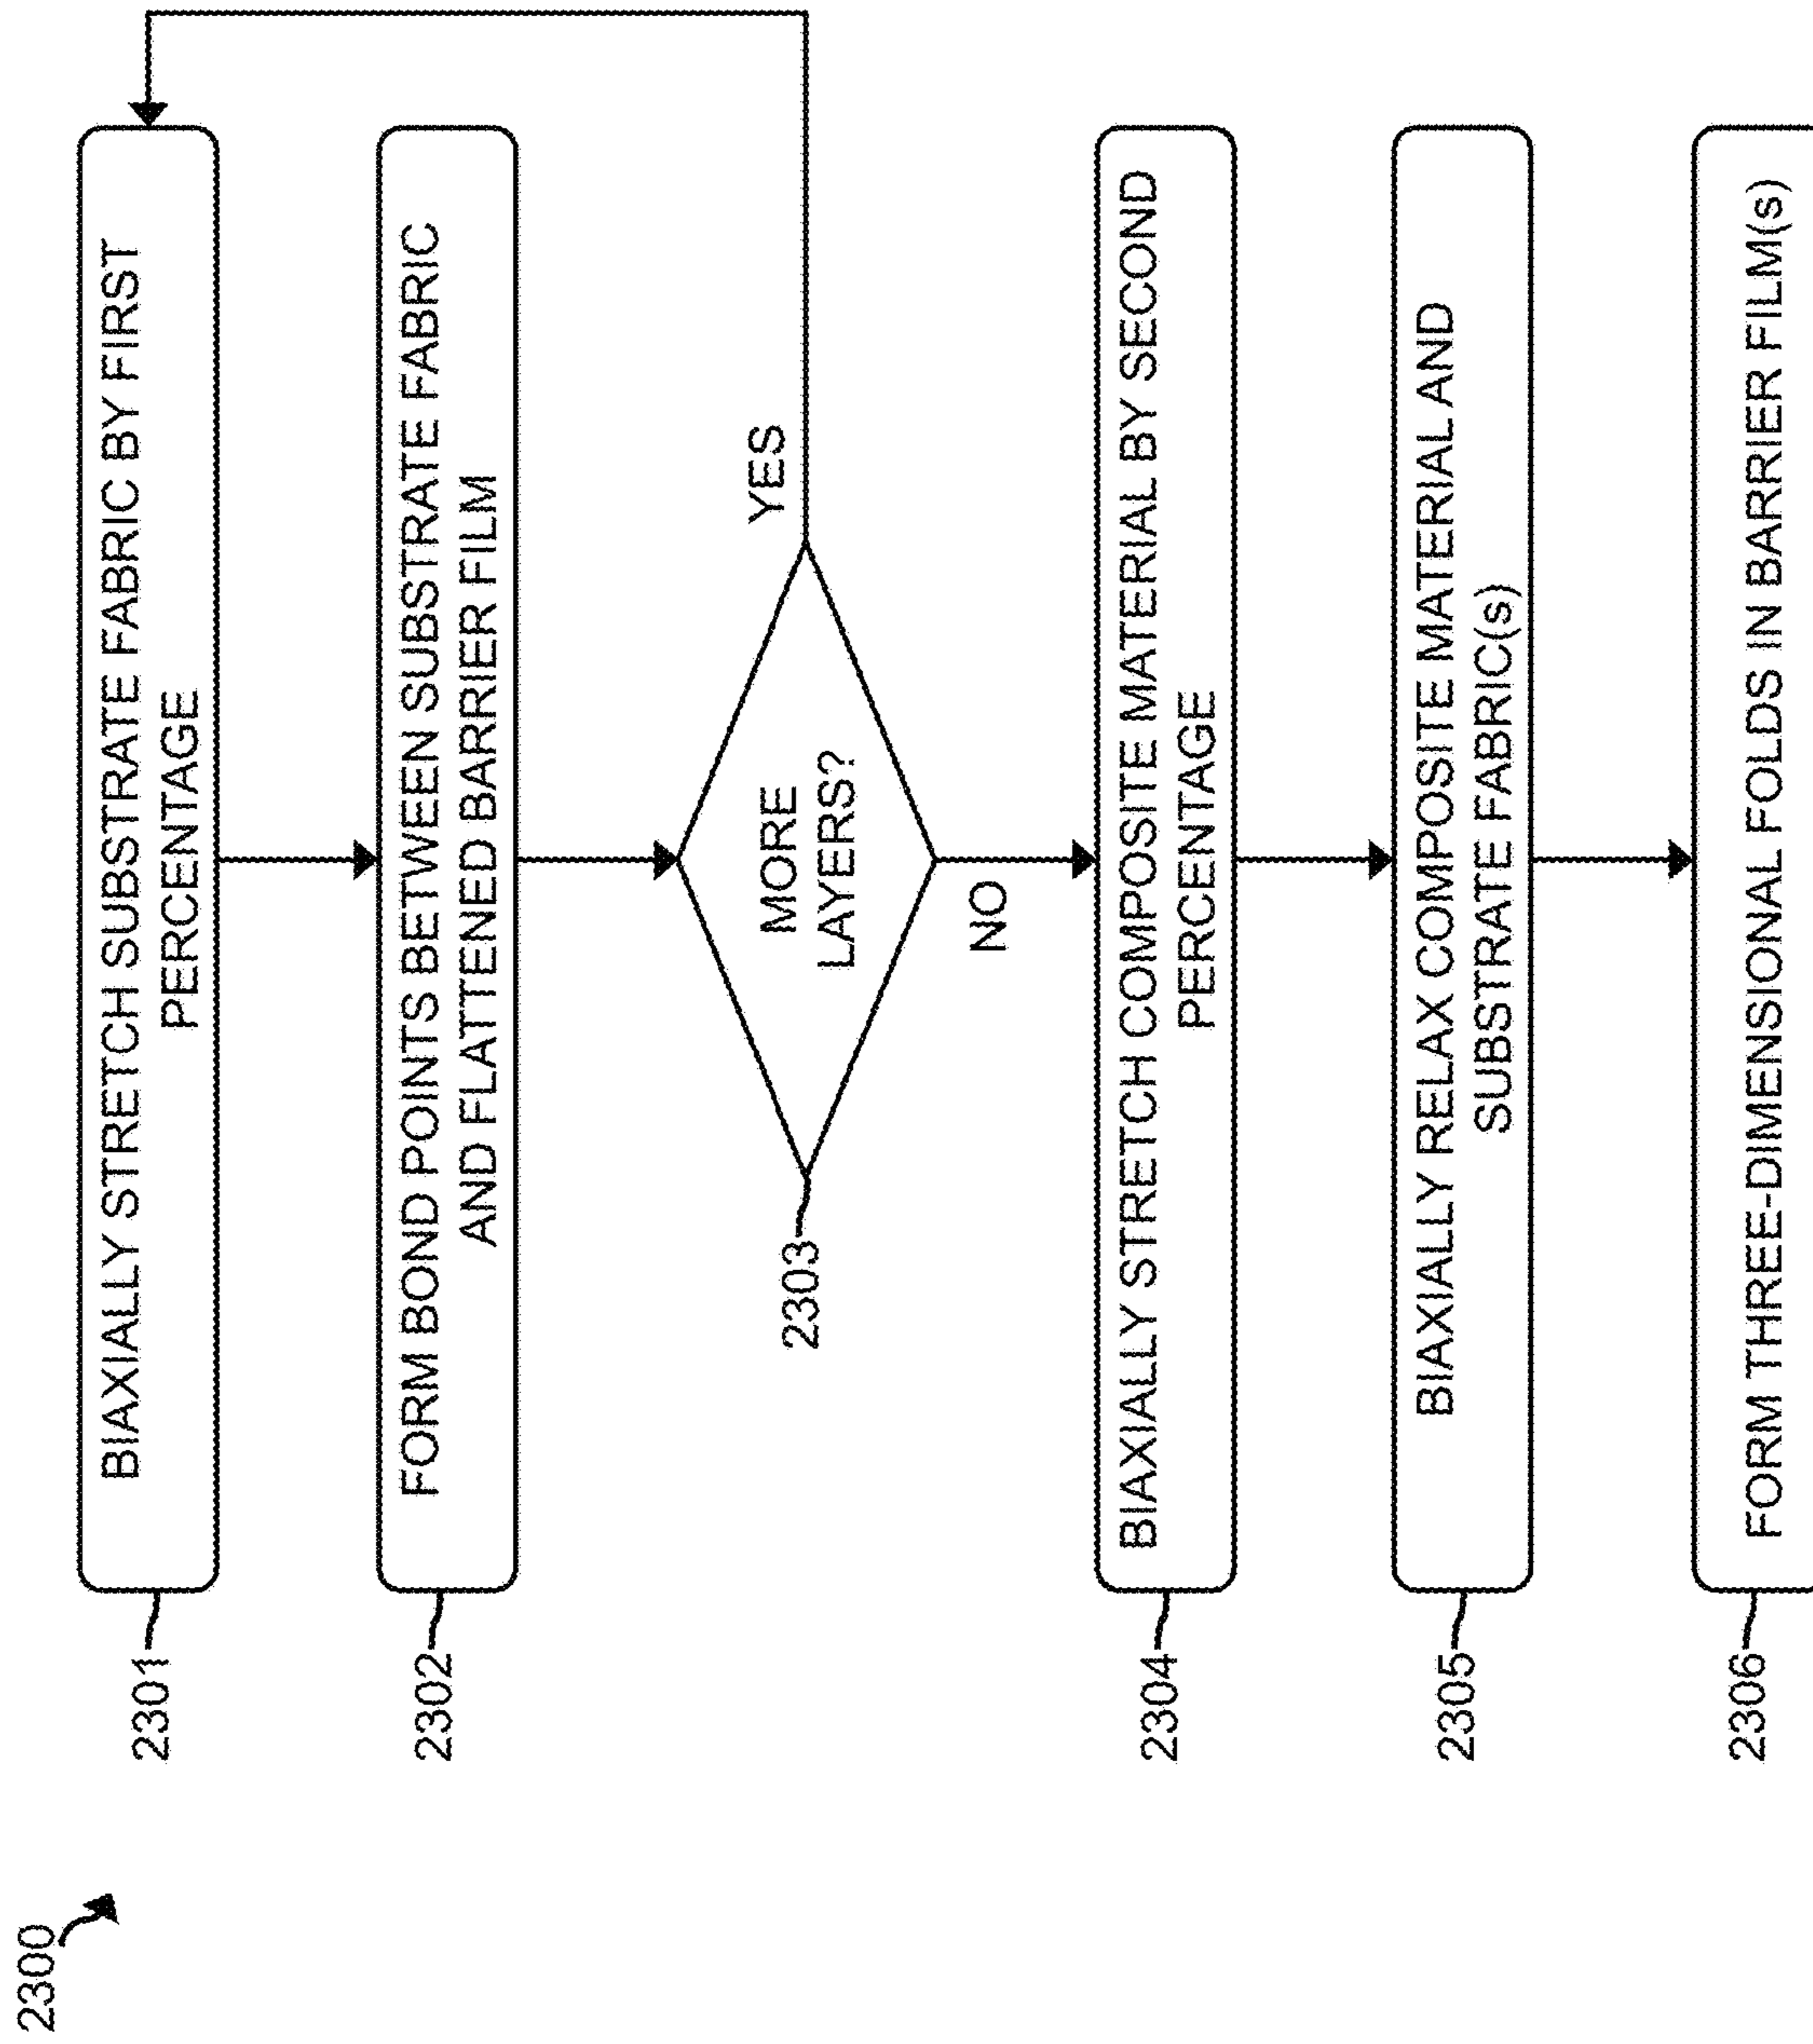 2300
2301
BIAXIALLY STRETCH SUBSTRATE FABRIC BY FIRST
PERCENTAGE
2302
FORM BOND POINTS BETWEEN SUBSTRATE FABRIC
AND FLATTENED BARRIER FILM
2303
MORE
LAYERS?
YES
NO
2304
BIAXIALLY STRETCH COMPOSITE MATERIAL BY SECOND
PERCENTAGE
2305
BIAXIALLY RELAX COMPOSITE MATERIAL AND
SUBSTRATE FABRIC(s)
2306
FORM THREE-DIMENSIONAL FOLDS IN BARRIER FILM(s)